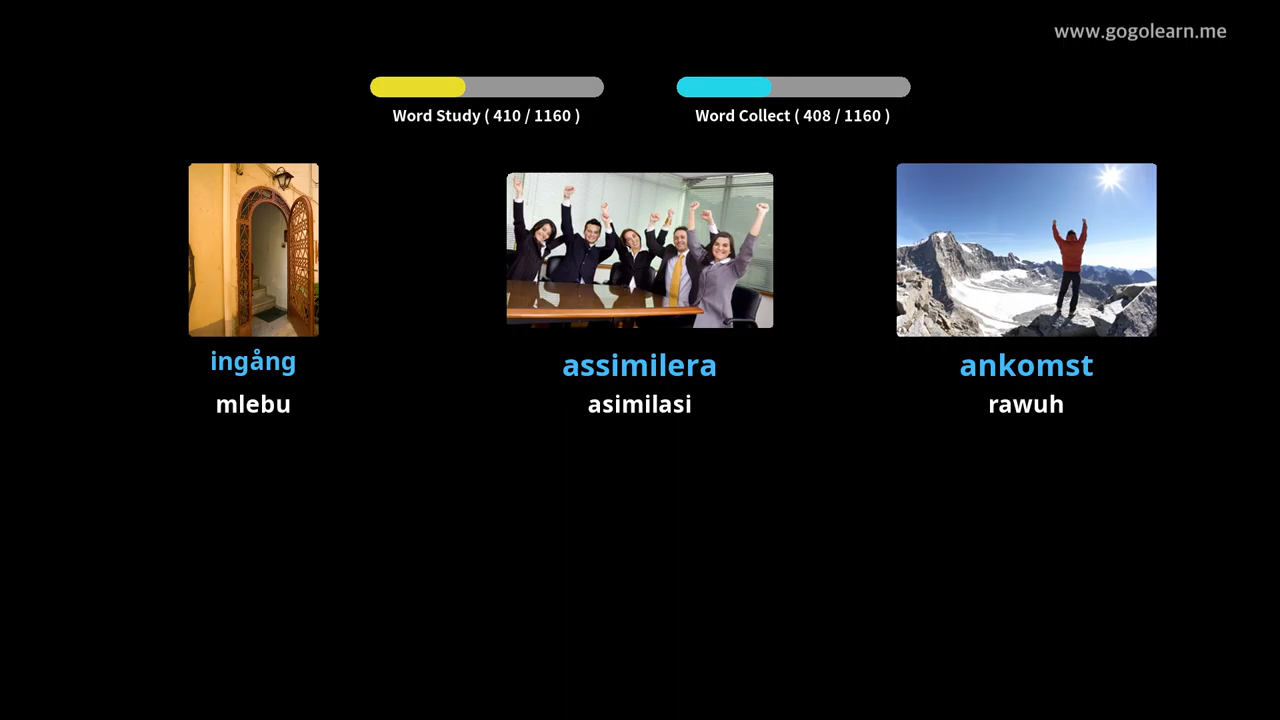 www.gogolearn.me
Word Study ( 410 / 1160 )
Word Collect ( 408 / 1160 )
ingång
assimilera
ankomst
mlebu
asimilasi
rawuh